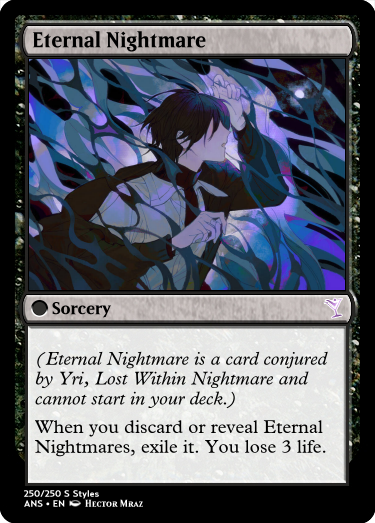 Eternal Nightmare
Sorcery
(Eternal Nightmare is a card conjured
by Yri, Lost Within Nightmare and
cannot start in your deck.)
When you discard or reveal Eternal
Nightmares, exile it. You lose 3 life.
250/250 S Styles
ANS • EN Hector Mraz